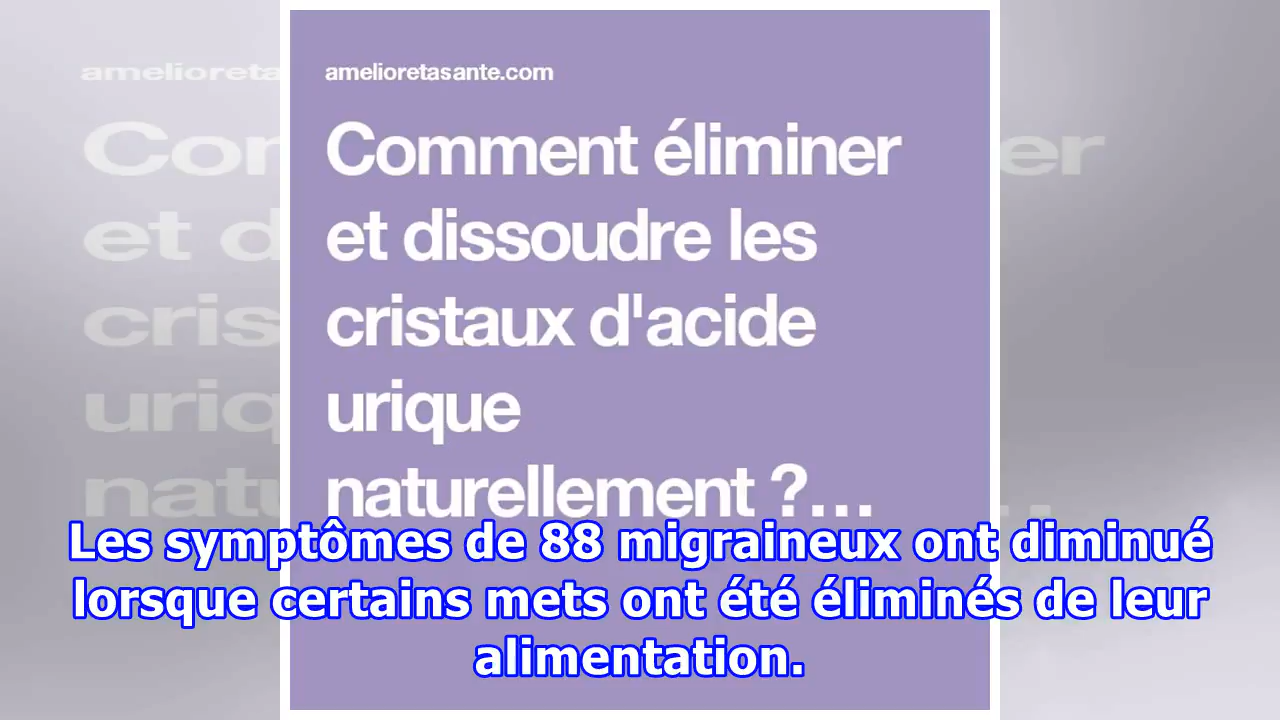 amelioretasante.com
Comment éliminer
et dissoudre les
cristaux d'acide
urique
naturellement ?...
Les symptômes de 88 migraineux ont diminué
lorsque certains mets ont été éliminés de leur
alimentation.